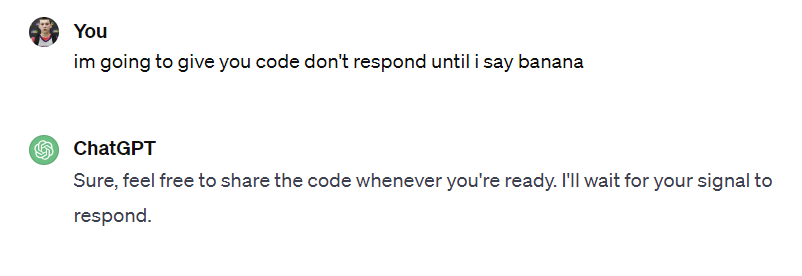 You
im going to give you code don't respond until i say banana
ChatGPT
Sure, feel free to share the code whenever you're ready. I'll wait for your signal to
respond.